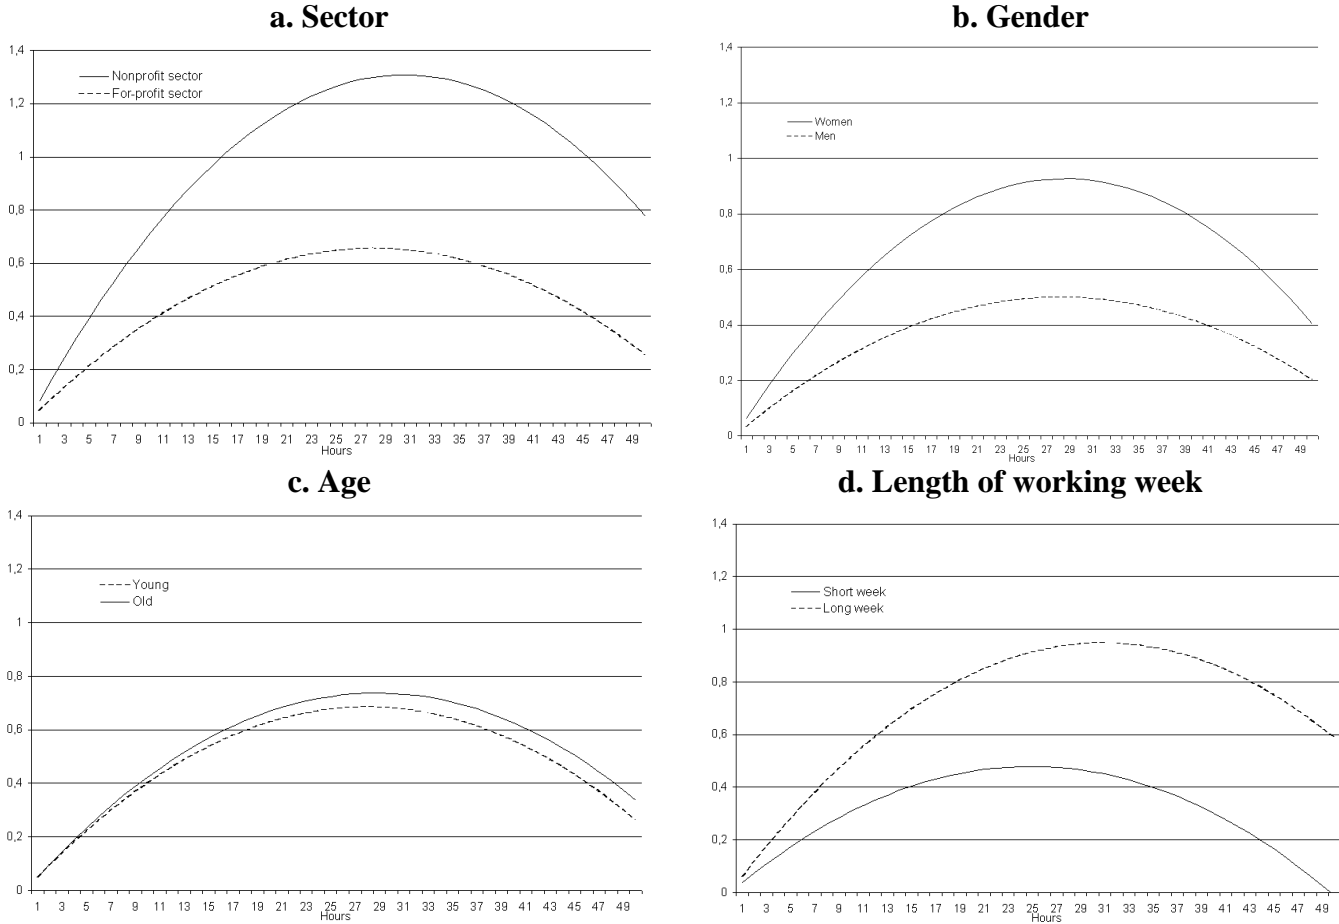 a. Sector
1,4
1,2
1
0,8
0,6
0,4
0,2
0
Nonprofit sector
For-profit sector
1 3 5 7 9 11 13 15 17 19 21 23 25 27 29 31 33 35 37 39 41 43 45 47 49
Hours
b. Gender
1,4
1,2
1
0,8
0,6
0,4
0,2
0
Women
Men
1 3 5 7 9 11 13 15 17 19 21 23 25 27 29 31 33 35 37 39 41 43 45 47 49
Hours
c. Age
1,4
1,2
1
0,8
0,6
0,4
0,2
0
Young
Old
1 3 5 7 9 11 13 15 17 19 21 23 25 27 29 31 33 35 37 39 41 43 45 47 49
Hours
d. Length of working week
1,4
1,2
1
0,8
0,6
0,4
0,2
0
Short week
Long week
1 3 5 7 9 11 13 15 17 19 21 23 25 27 29 31 33 35 37 39 41 43 45 47 49
Hours